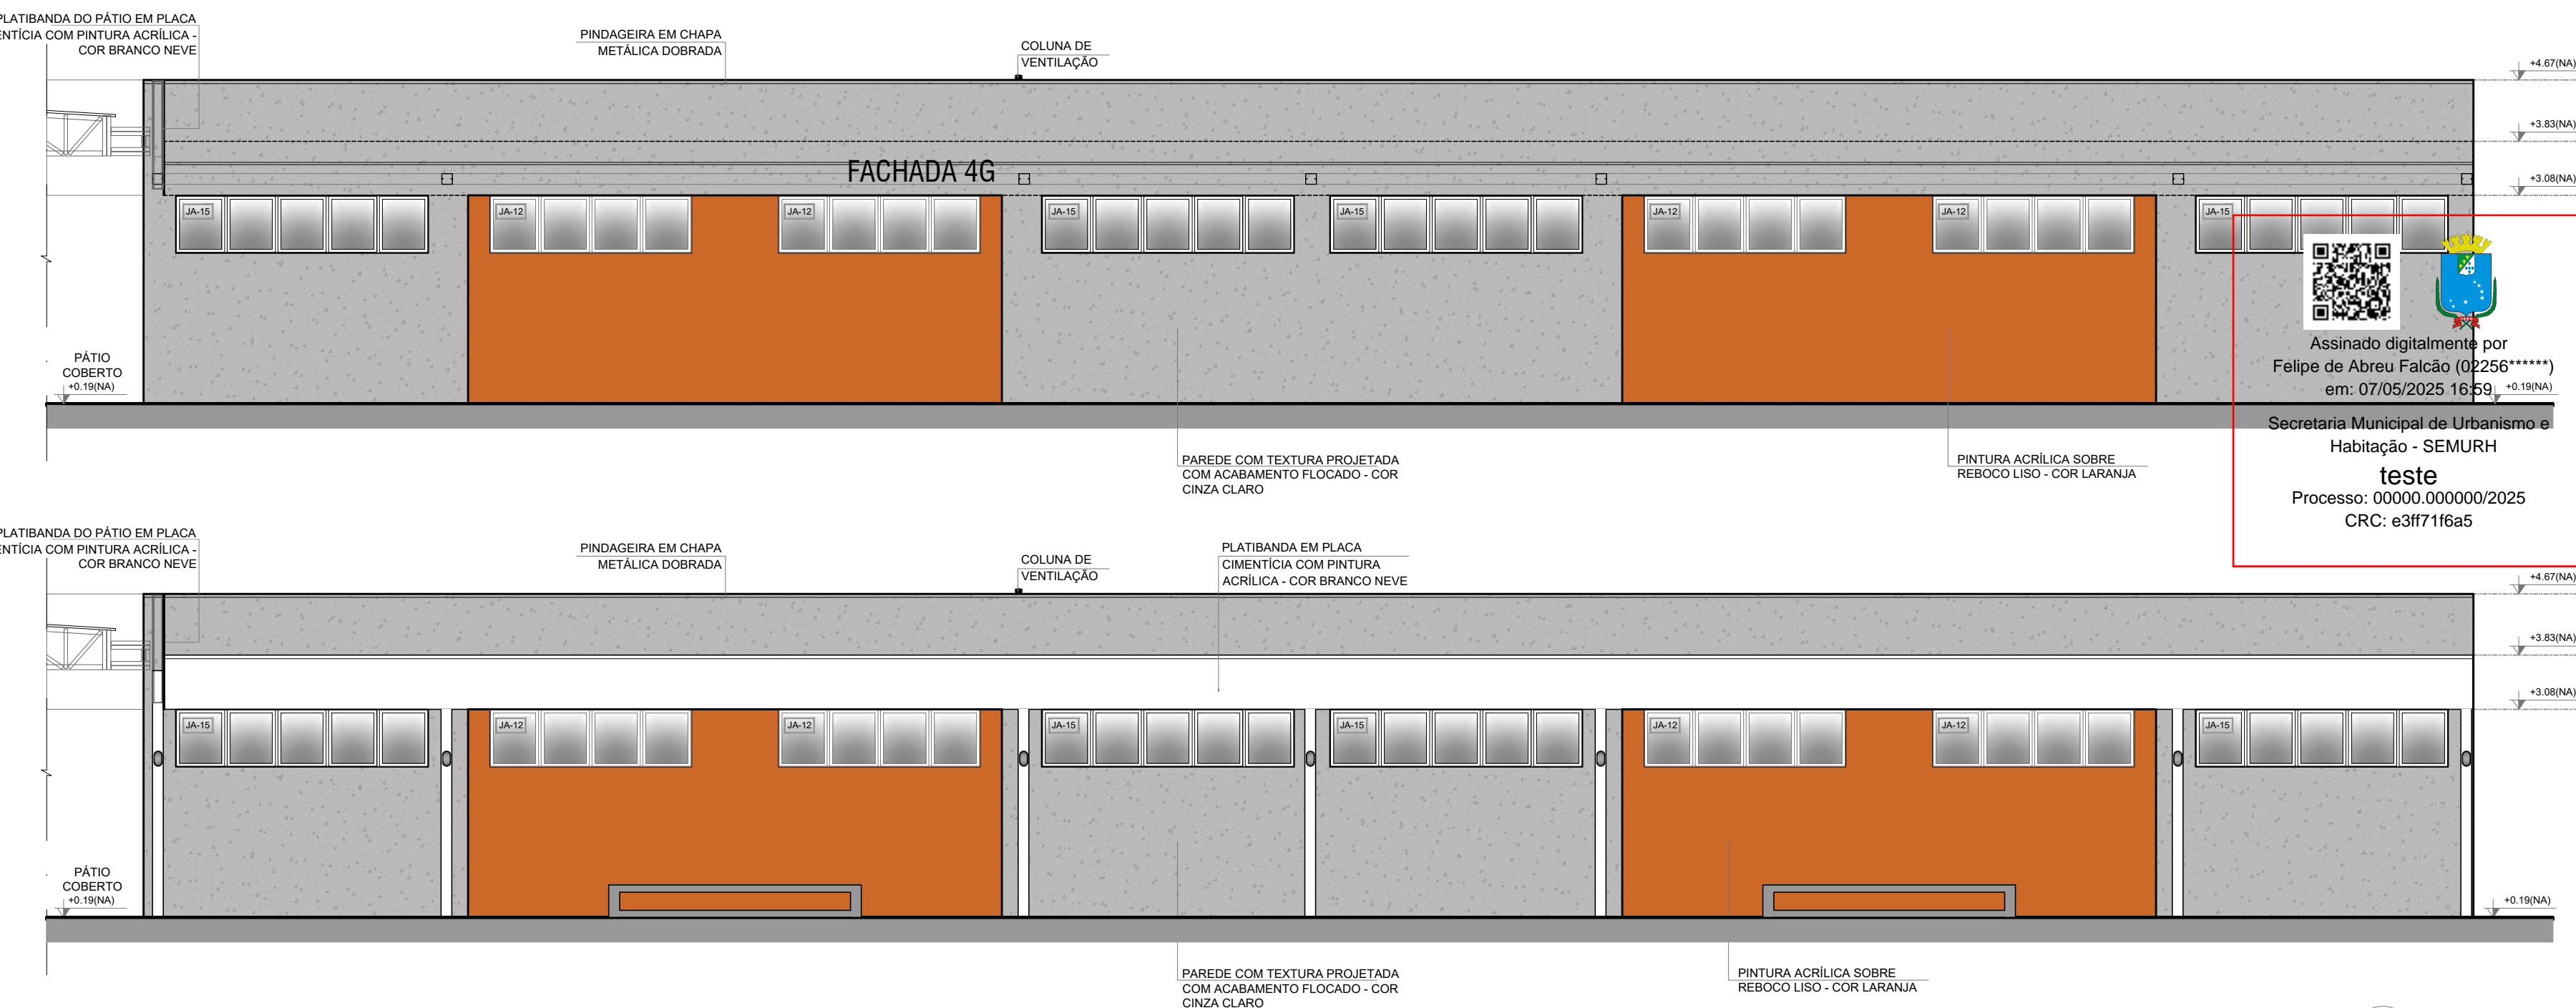 PLATIBANDA DO PÁTIO EM PLACA
ENTÍCIA COM PINTURA ACRÍLICA -
COR BRANCO NEVE
PINDAGEIRA EM CHAPA
METÁLICA DOBRADA
COLUNA DE
VENTILAÇÃO
+4.67(NA)
+3.83(NA)
+3.08(NA)
FACHADA 4G
JA-15
JA-12
JA-12
JA-15
JA-15
JA-12
JA-12
JA-15
PÁTIO
COBERTO
+0.19(NA)
+0.19(NA)
Assinado digitalmente por
Felipe de Abreu Falcão (02256******)
em: 07/05/2025 16:59
Secretaria Municipal de Urbanismo e
Habitação - SEMURH
teste
Processo: 00000.000000/2025
CRC: e3ff71f6a5
PAREDE COM TEXTURA PROJETADA
COM ACABAMENTO FLOCADO - COR
CINZA CLARO
PINTURA ACRÍLICA SOBRE
REBOCO LISO - COR LARANJA
PLATIBANDA DO PÁTIO EM PLACA
ENTÍCIA COM PINTURA ACRÍLICA -
COR BRANCO NEVE
PINDAGEIRA EM CHAPA
METÁLICA DOBRADA
COLUNA DE
VENTILAÇÃO
PLATIBANDA EM PLACA
CIMENTÍCIA COM PINTURA
ACRÍLICA - COR BRANCO NEVE
+4.67(NA)
+3.83(NA)
+3.08(NA)
JA-15
JA-12
JA-12
JA-15
JA-15
JA-12
JA-12
JA-15
PÁTIO
COBERTO
+0.19(NA)
+0.19(NA)
PAREDE COM TEXTURA PROJETADA
COM ACABAMENTO FLOCADO - COR
CINZA CLARO
PINTURA ACRÍLICA SOBRE
REBOCO LISO - COR LARANJA